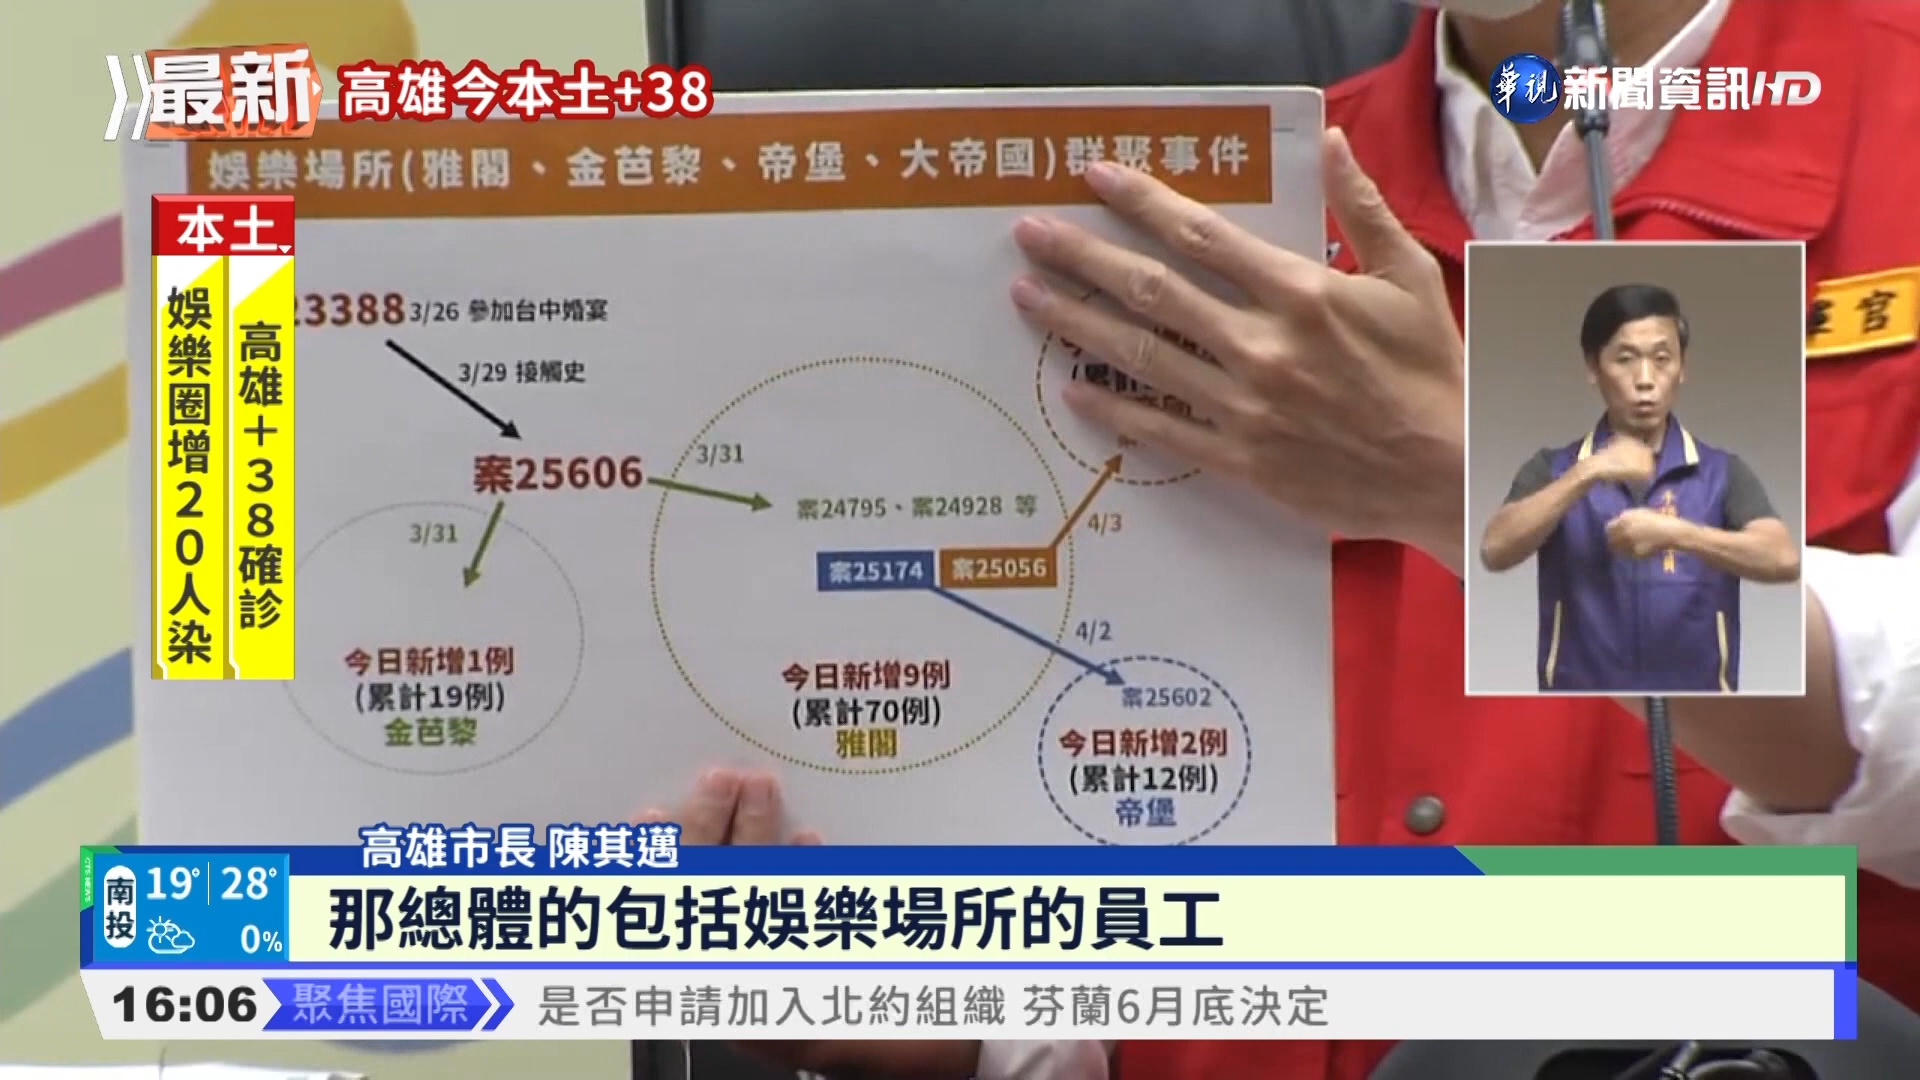 最新
高雄今本土+38
華視新聞資訊HD
娛樂場所(雅閣、金芭黎、帝堡、大帝國)群聚事件
本土
高雄＋38確診
娛樂圈增20人染
23388 3/26 參加台中婚宴
3/29 接觸史
案25606
3/31
3/31
案24795、案24928 等
案25174
案25056
4/3
4/2
案25602
今日新增1例
(累計19例)
金芭黎
今日新增9例
(累計70例)
雅閣
今日新增2例
(累計12例)
帝堡
官
高雄市長 陳其邁
那總體的包括娛樂場所的員工
CTS NEWS
南投
19° 28°
0%
16:06
聚焦國際
是否申請加入北約組織 芬蘭6月底決定